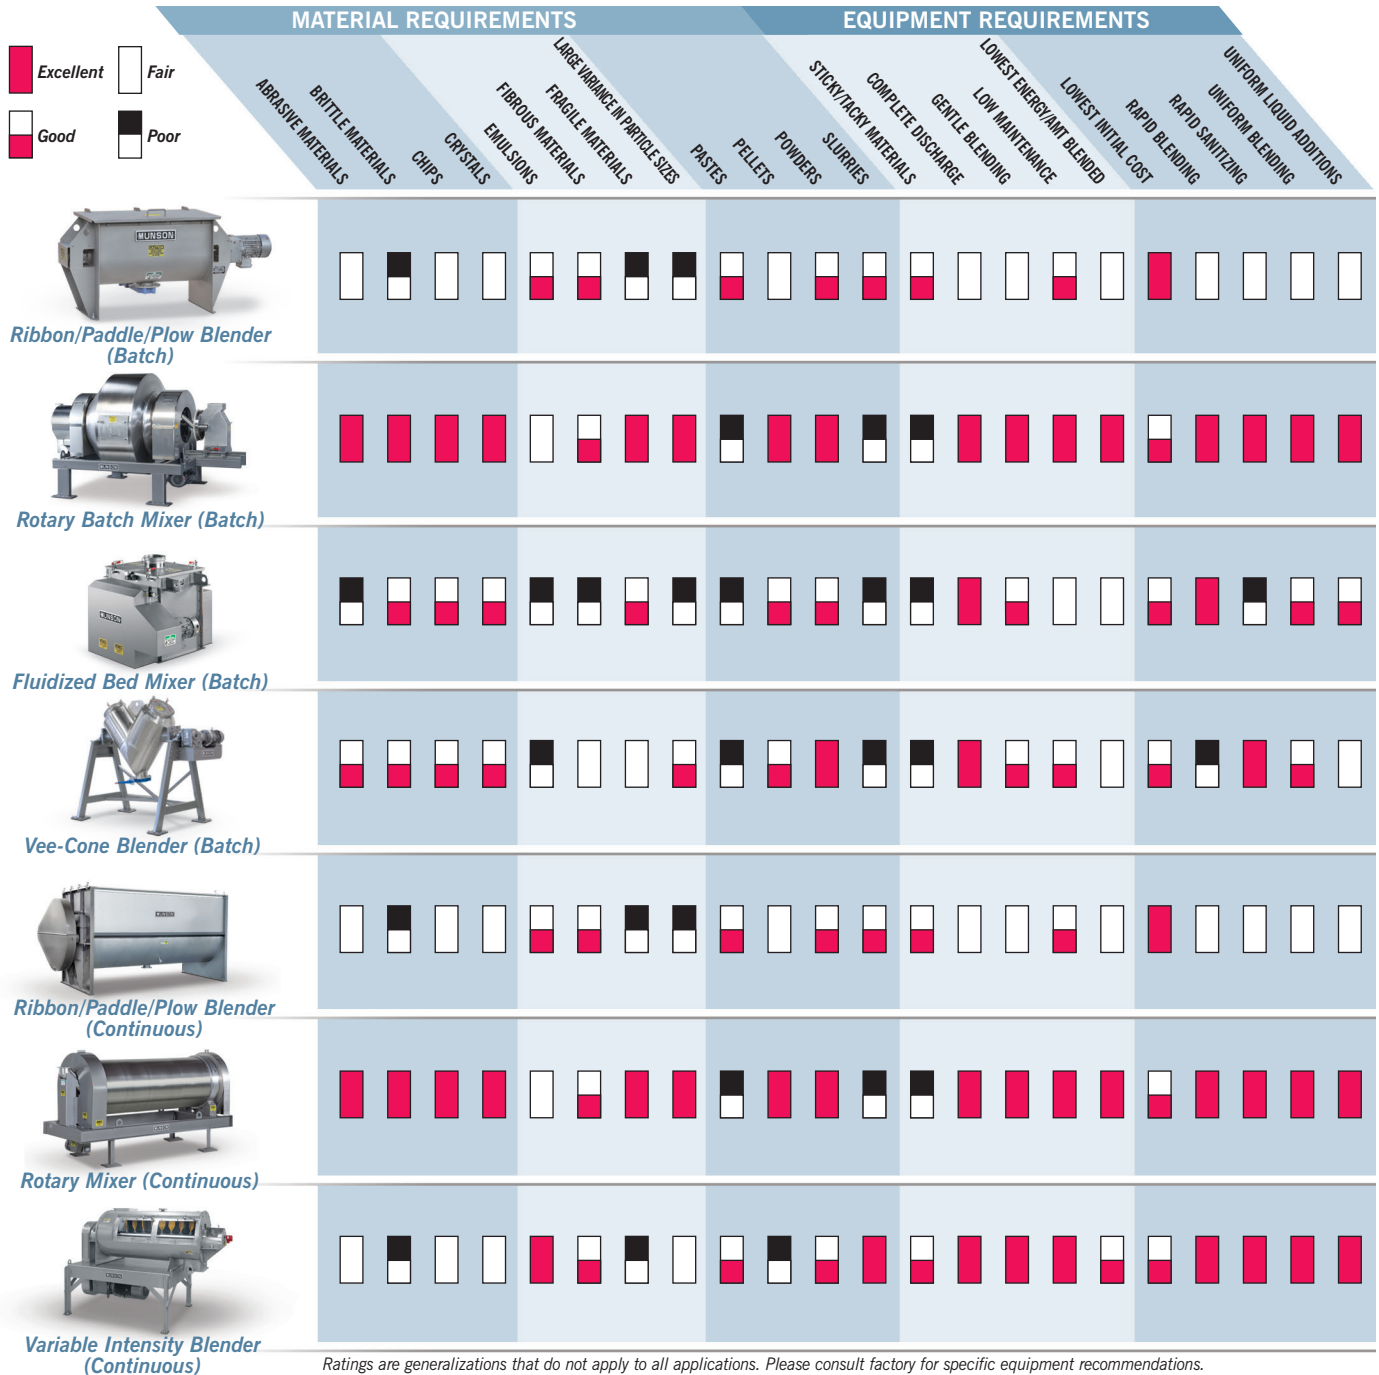 MATERIAL REQUIREMENTS
EQUIPMENT REQUIREMENTS
Excellent
Fair
Good
Poor
ABRASIVE MATERIALS
BRITTLE MATERIALS
CHIPS
CRYSTALS
EMULSIONS
FIBROUS MATERIALS
FRAGILE MATERIALS
LARGE VARIANCE IN PARTICLE SIZES
PASTES
PELLETS
POWDERS
SLURRIES
STICKY/TACKY MATERIALS
COMPLETE DISCHARGE
GENTLE BLENDING
LOW MAINTENANCE
LOWEST ENERGY/AMT BLENDED
LOWEST INITIAL COST
RAPID BLENDING
RAPID SANITIZING
UNIFORM BLENDING
UNIFORM LIQUID ADDITIONS
MUNSON
Ribbon/Paddle/Plow Blender
(Batch)
MUNSON
Rotary Batch Mixer (Batch)
MUNSON
Fluidized Bed Mixer (Batch)
Vee-Cone Blender (Batch)
MUNSON
Ribbon/Paddle/Plow Blender
(Continuous)
Rotary Mixer (Continuous)
MUNSON
Variable Intensity Blender
(Continuous)
Ratings are generalizations that do not apply to all applications. Please consult factory for specific equipment recommendations.